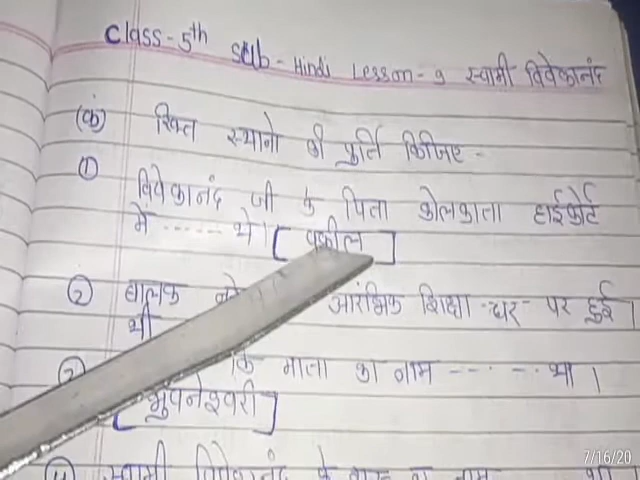 Class - 5th Sub - Hindi Lesson - 9 स्वामी विवेकानंद
(क) रिक्त स्थानो की पुर्ति किजिए -
① विवेकानंद जी के पिता कोलकाता हाईकोर्ट
में ...... थे। [वकील]
② बालक आरंभिक शिक्षा -घर- पर हुई
थी।
कि माता का नाम -- . - . था।
[भुवनेश्वरी]
④ स्वामी विवेकानंद के का नाम
7/16/20